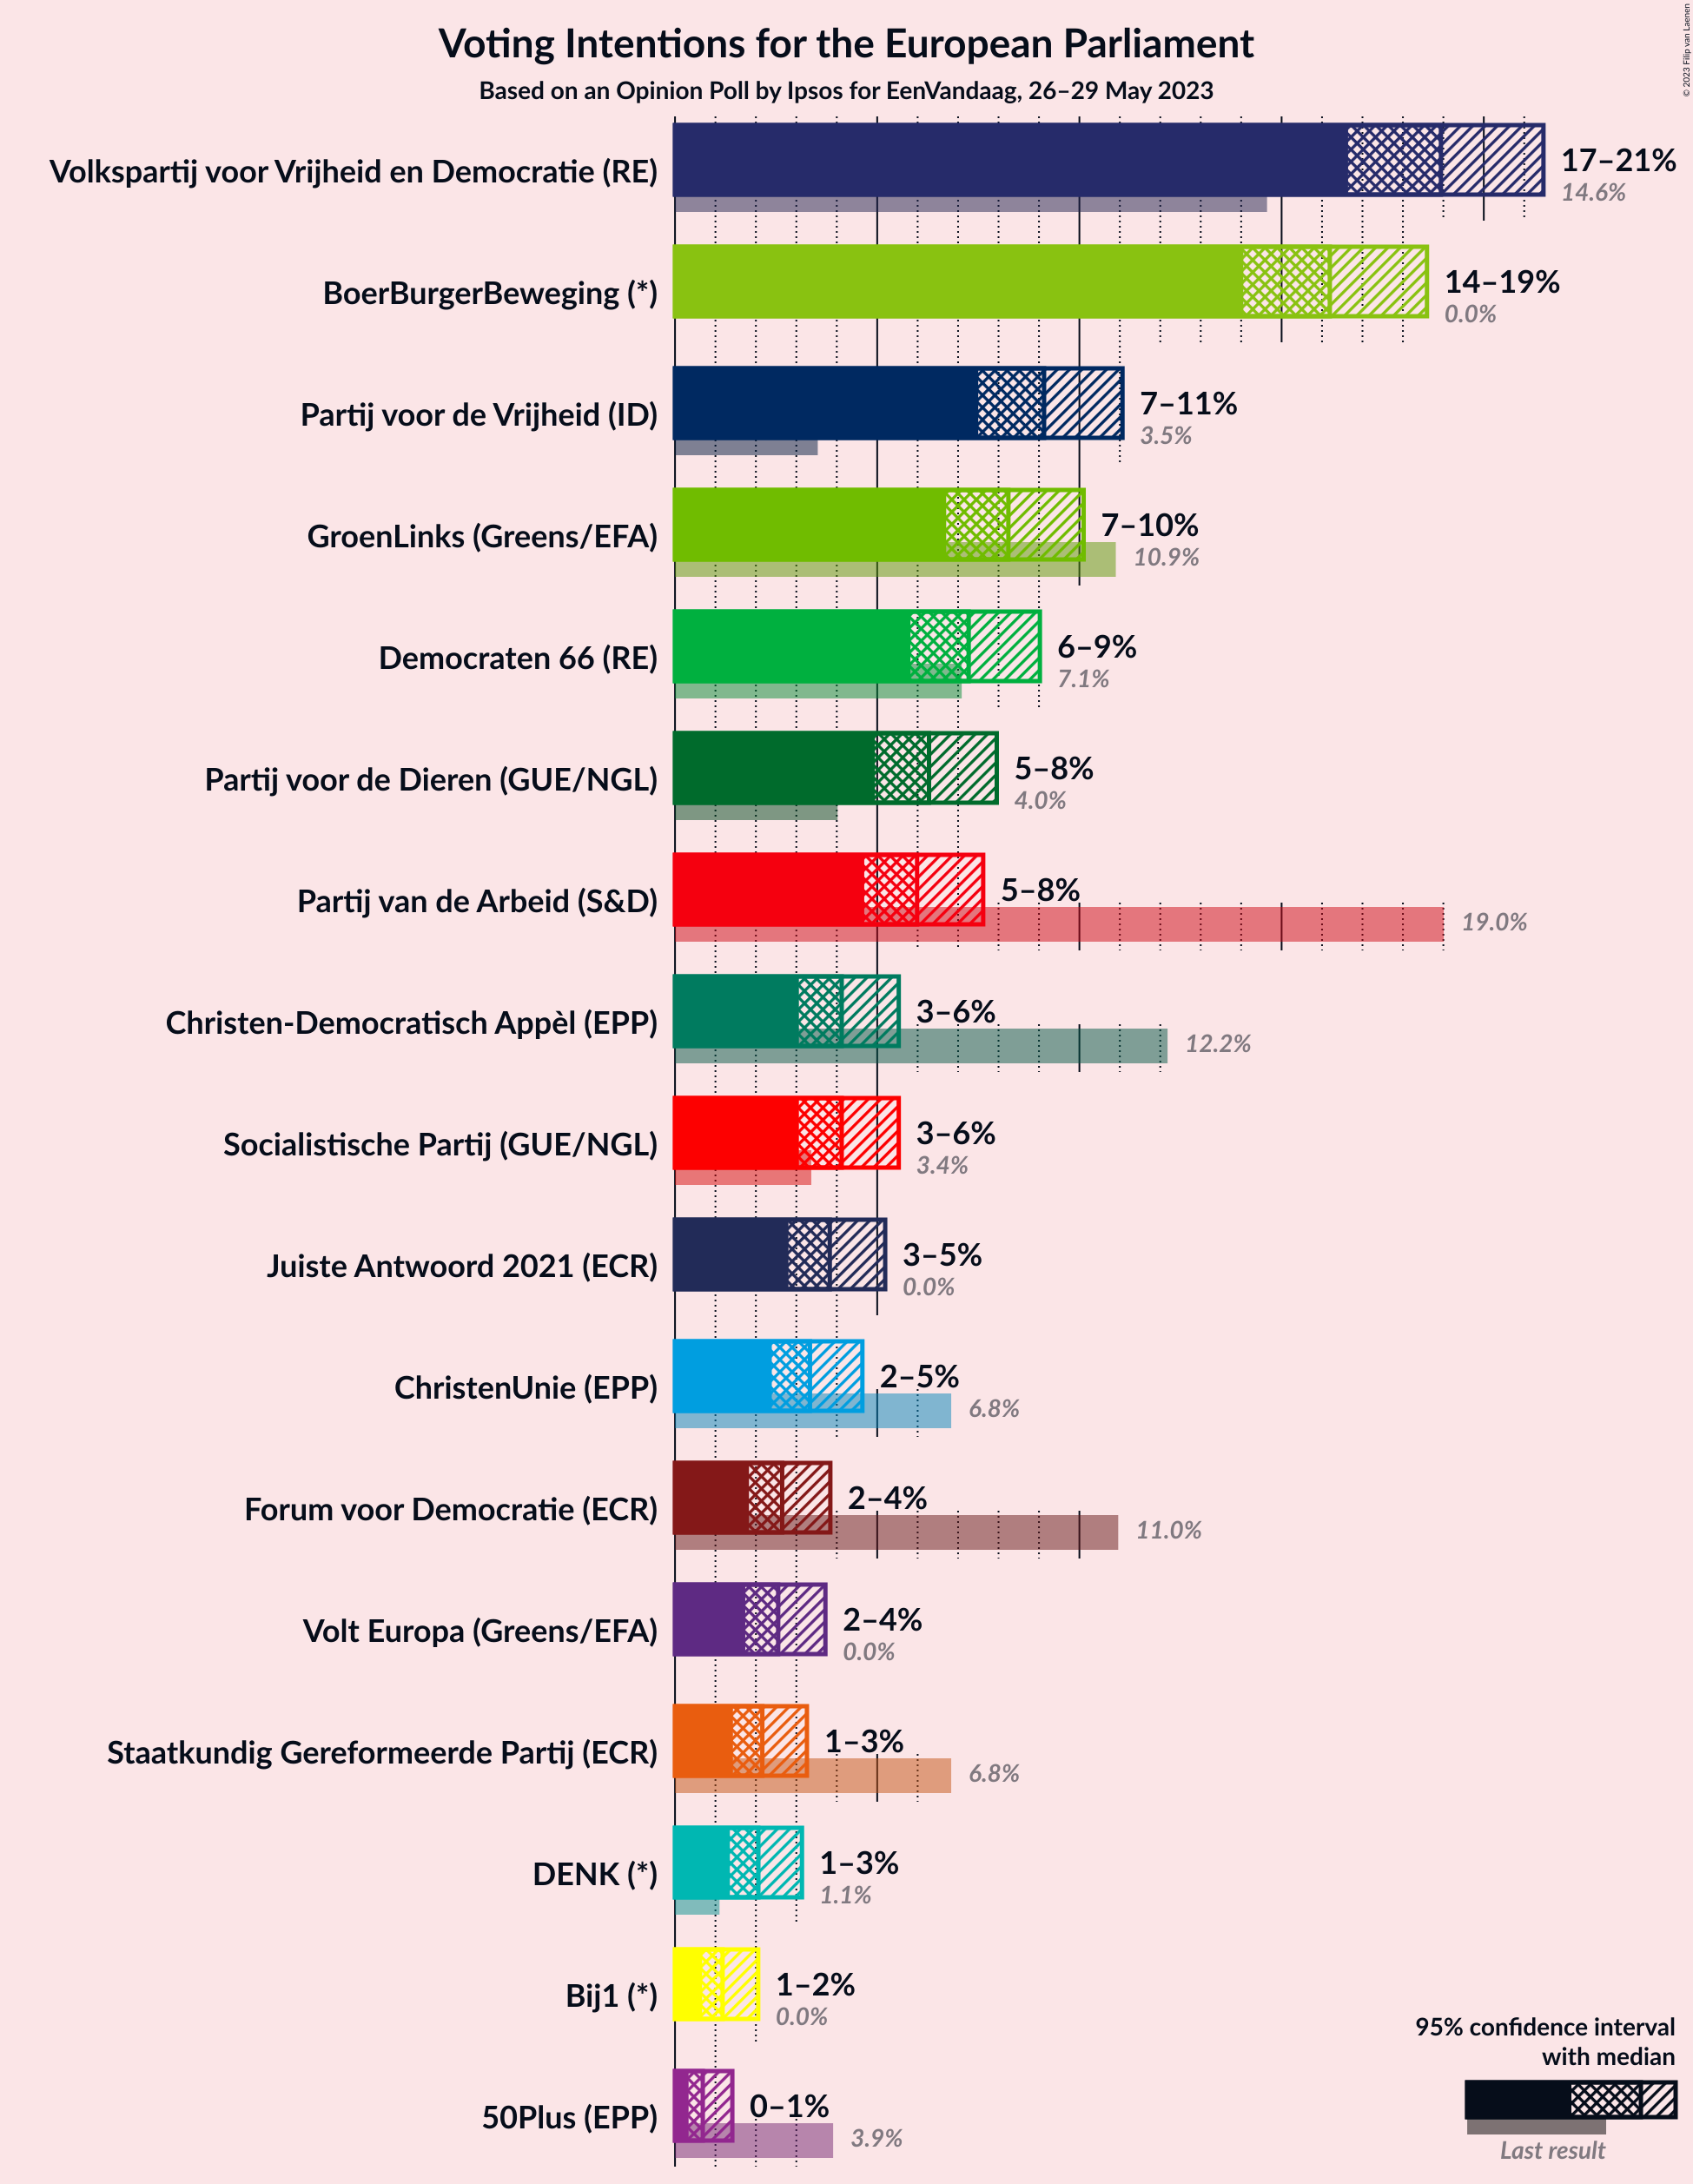 Voting Intentions for the European Parliament
Based on an Opinion Poll by Ipsos for EenVandaag, 26–29 May 2023
© 2023 Filip van Laenen
Volkspartij voor Vrijheid en Democratie (RE)
17–21%
14.6%
BoerBurgerBeweging (*)
14–19%
0.0%
Partij voor de Vrijheid (ID)
7–11%
3.5%
GroenLinks (Greens/EFA)
7–10%
10.9%
Democraten 66 (RE)
6–9%
7.1%
Partij voor de Dieren (GUE/NGL)
5–8%
4.0%
Partij van de Arbeid (S&D)
5–8%
19.0%
Christen-Democratisch Appèl (EPP)
3–6%
12.2%
Socialistische Partij (GUE/NGL)
3–6%
3.4%
Juiste Antwoord 2021 (ECR)
3–5%
0.0%
ChristenUnie (EPP)
2–5%
6.8%
Forum voor Democratie (ECR)
2–4%
11.0%
Volt Europa (Greens/EFA)
2–4%
0.0%
Staatkundig Gereformeerde Partij (ECR)
1–3%
6.8%
DENK (*)
1–3%
1.1%
Bij1 (*)
1–2%
0.0%
50Plus (EPP)
0–1%
3.9%
95% confidence interval
with median
Last result